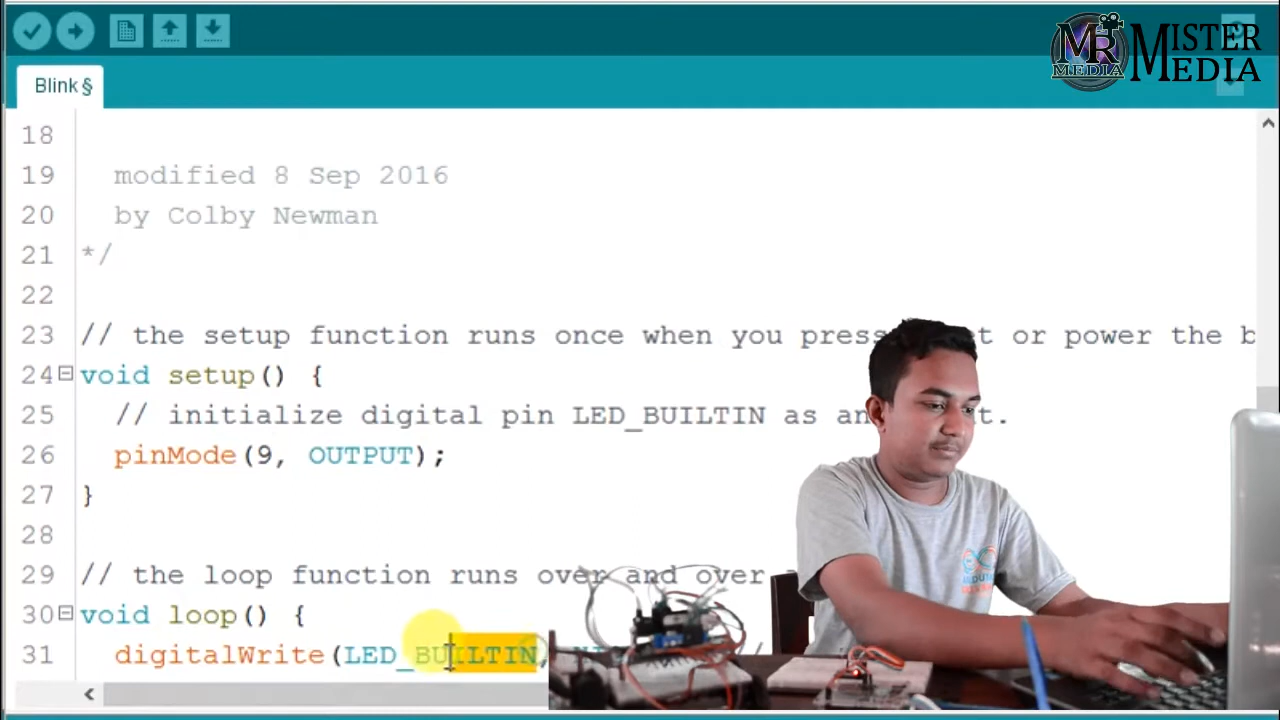 MISTER
MEDIA
MR
MEDIA
Blink §
18
19 modified 8 Sep 2016
20 by Colby Newman
21 */
22
23 // the setup function runs once when you press or power the b
24 void setup() {
25 // initialize digital pin LED_BUILTIN as an
26 pinMode(9, OUTPUT);
27 }
28
29 // the loop function runs over and over
30 void loop() {
31 digitalWrite(LED_BUILTIN,